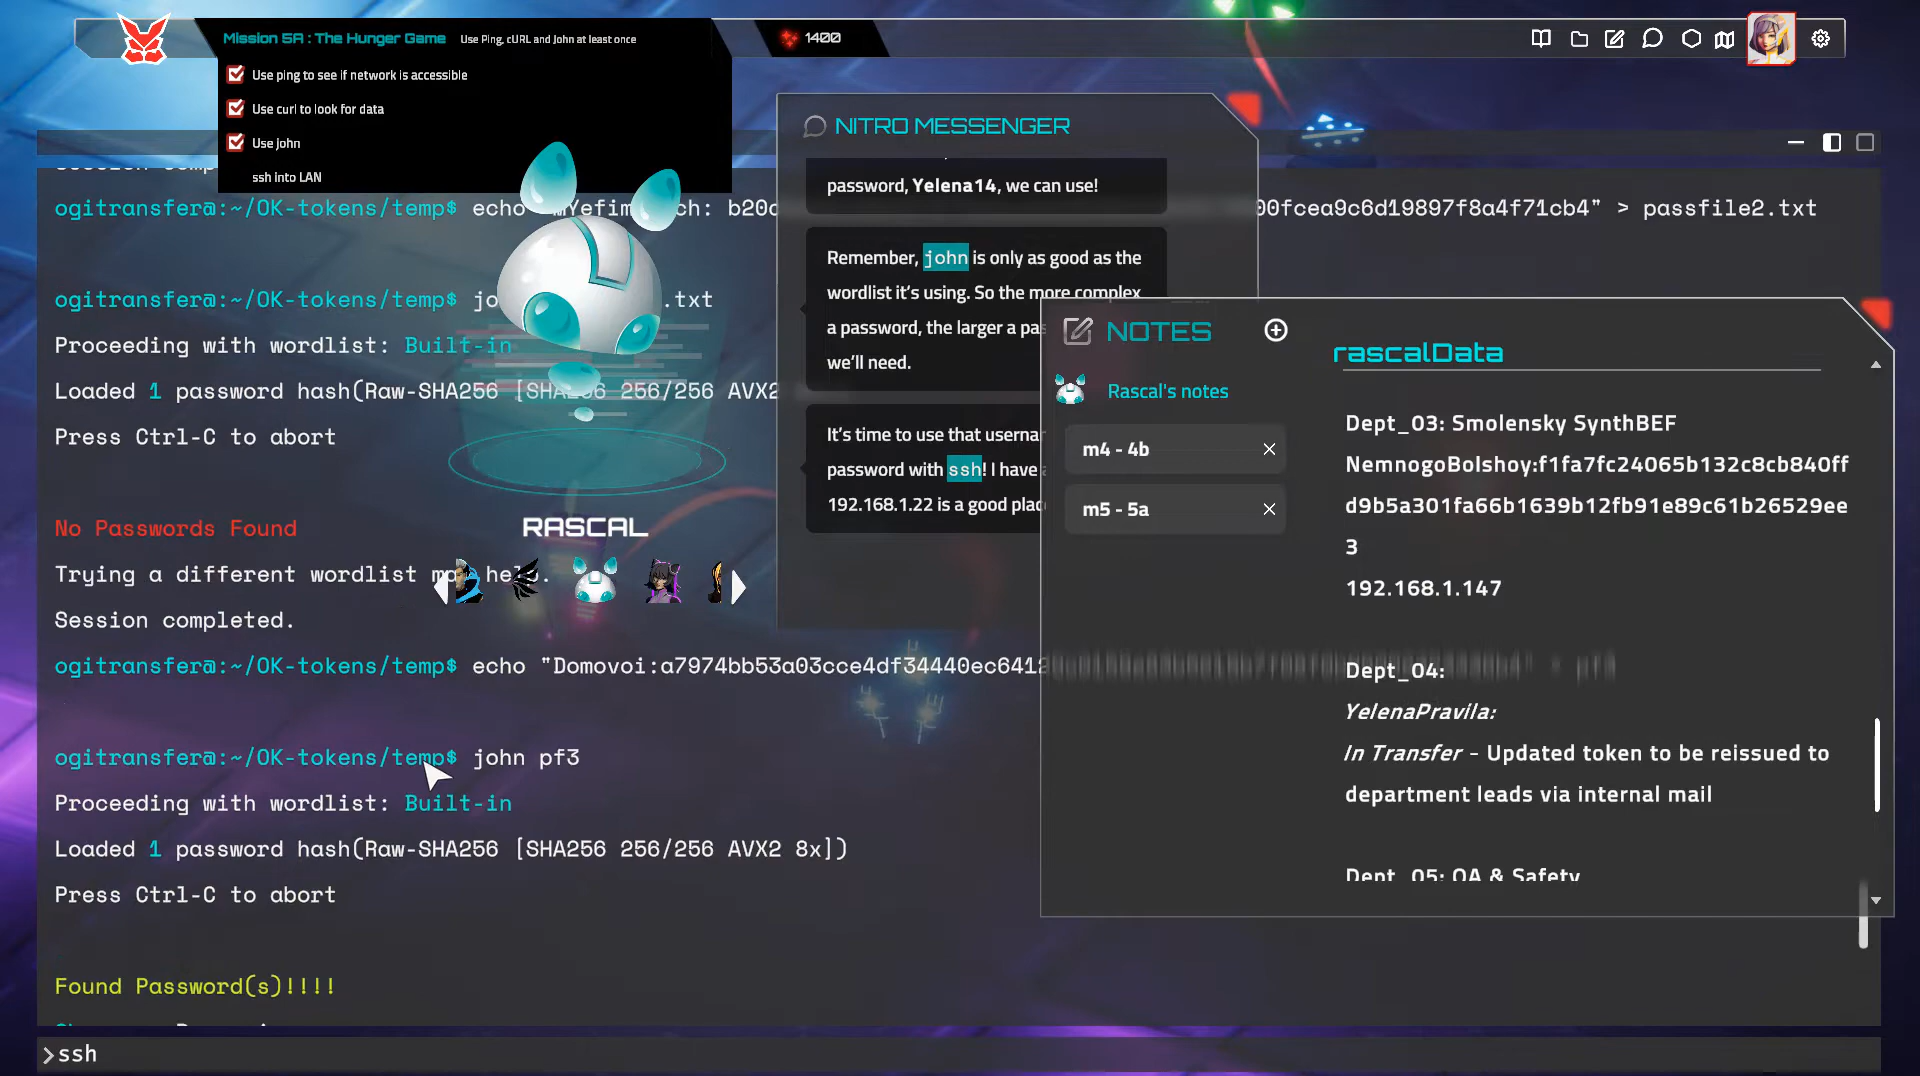 Mission 5A : The Hunger Game
Use Ping, cURL and John at least once
1400
Use ping to see if network is accessible
Use curl to look for data
Use john
ssh into LAN
ogitransfer@:~/OK-tokens/temp$ echo
00fcea9c6d19897f8a4f71cb4" > passfile2.txt
ogitransfer@:~/OK-tokens/temp$
.txt
Proceeding with wordlist: Built-in
Loaded 1 password hash(Raw-SHA256 [SHA256 256/256 AVX2
Press Ctrl-C to abort
No Passwords Found
Trying a different wordlist may help.
Session completed.
ogitransfer@:~/OK-tokens/temp$ echo "Domovoi:a7974bb53a03cce4df34440ec6412
ogitransfer@:~/OK-tokens/temp$ john pf3
Proceeding with wordlist: Built-in
Loaded 1 password hash(Raw-SHA256 [SHA256 256/256 AVX2 8x])
Press Ctrl-C to abort
Found Password(s)!!!!
>ssh
RASCAL
NITRO MESSENGER
password, Yelena14, we can use!
Remember, john is only as good as the
wordlist it's using. So the more complex
a password, the larger a pas
we'll need.
It's time to use that userna
password with ssh! I have
192.168.1.22 is a good plac
NOTES
Rascal's notes
m4 - 4b
m5 - 5a
rascalData
Dept_03: Smolensky SynthBEF
NemnogoBolshoy:f1fa7fc24065b132c8cb840ff
d9b5a301fa66b1639b12fb91e89c61b26529ee
3
192.168.1.147
Dept_04:
YelenaPravila:
In Transfer - Updated token to be reissued to
department leads via internal mail
Dept_05: QA & Safety